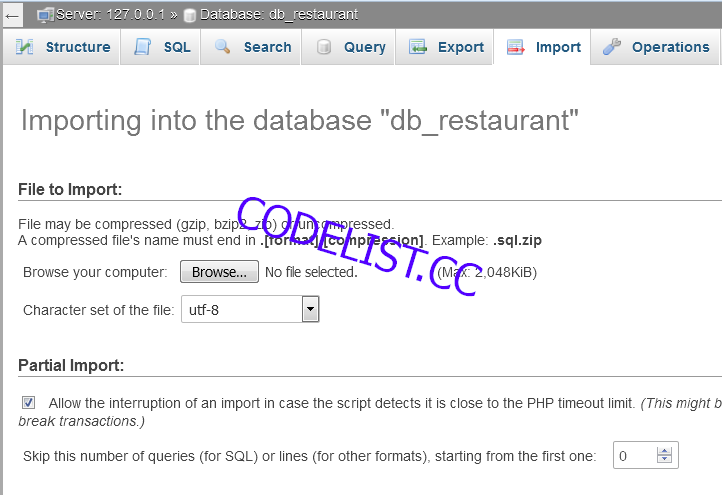 Server: 127.0.0.1 » Database: db_restaurant
Structure SQL Search Query Export Import Operations
Importing into the database "db_restaurant"
File to Import:
File may be compressed (gzip, bzip2, zip) or uncompressed.
A compressed file's name must end in .[format].[compression]. Example: .sql.zip
CODELIST.CC
Browse your computer: Browse... No file selected. (Max: 2,048KiB)
Character set of the file: utf-8
Partial Import:
Allow the interruption of an import in case the script detects it is close to the PHP timeout limit. (This might b
break transactions.)
Skip this number of queries (for SQL) or lines (for other formats), starting from the first one: 0